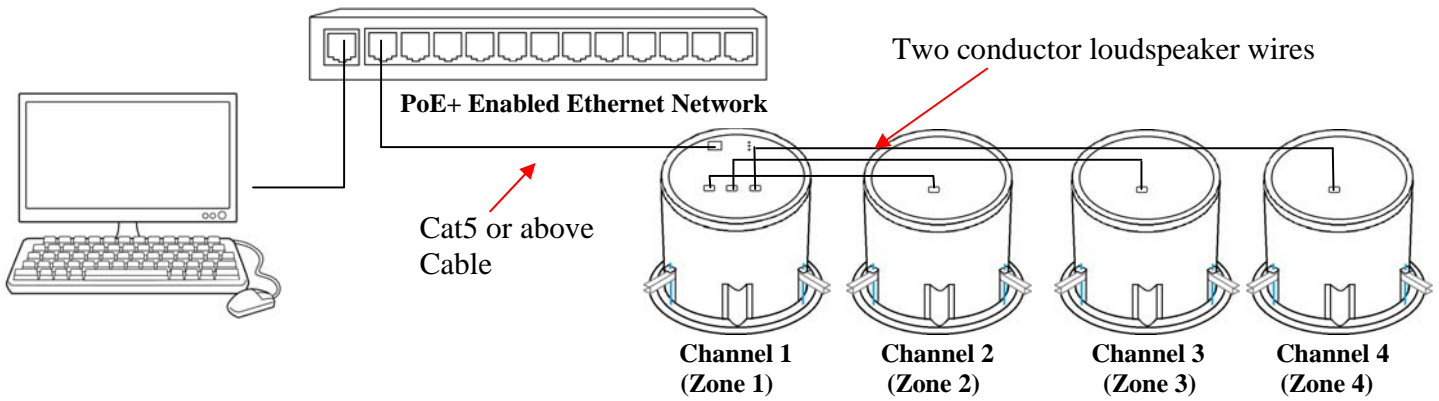 Two conductor loudspeaker wires
PoE+ Enabled Ethernet Network
Cat5 or above
Cable
Channel 1
(Zone 1)
Channel 2
(Zone 2)
Channel 3
(Zone 3)
Channel 4
(Zone 4)